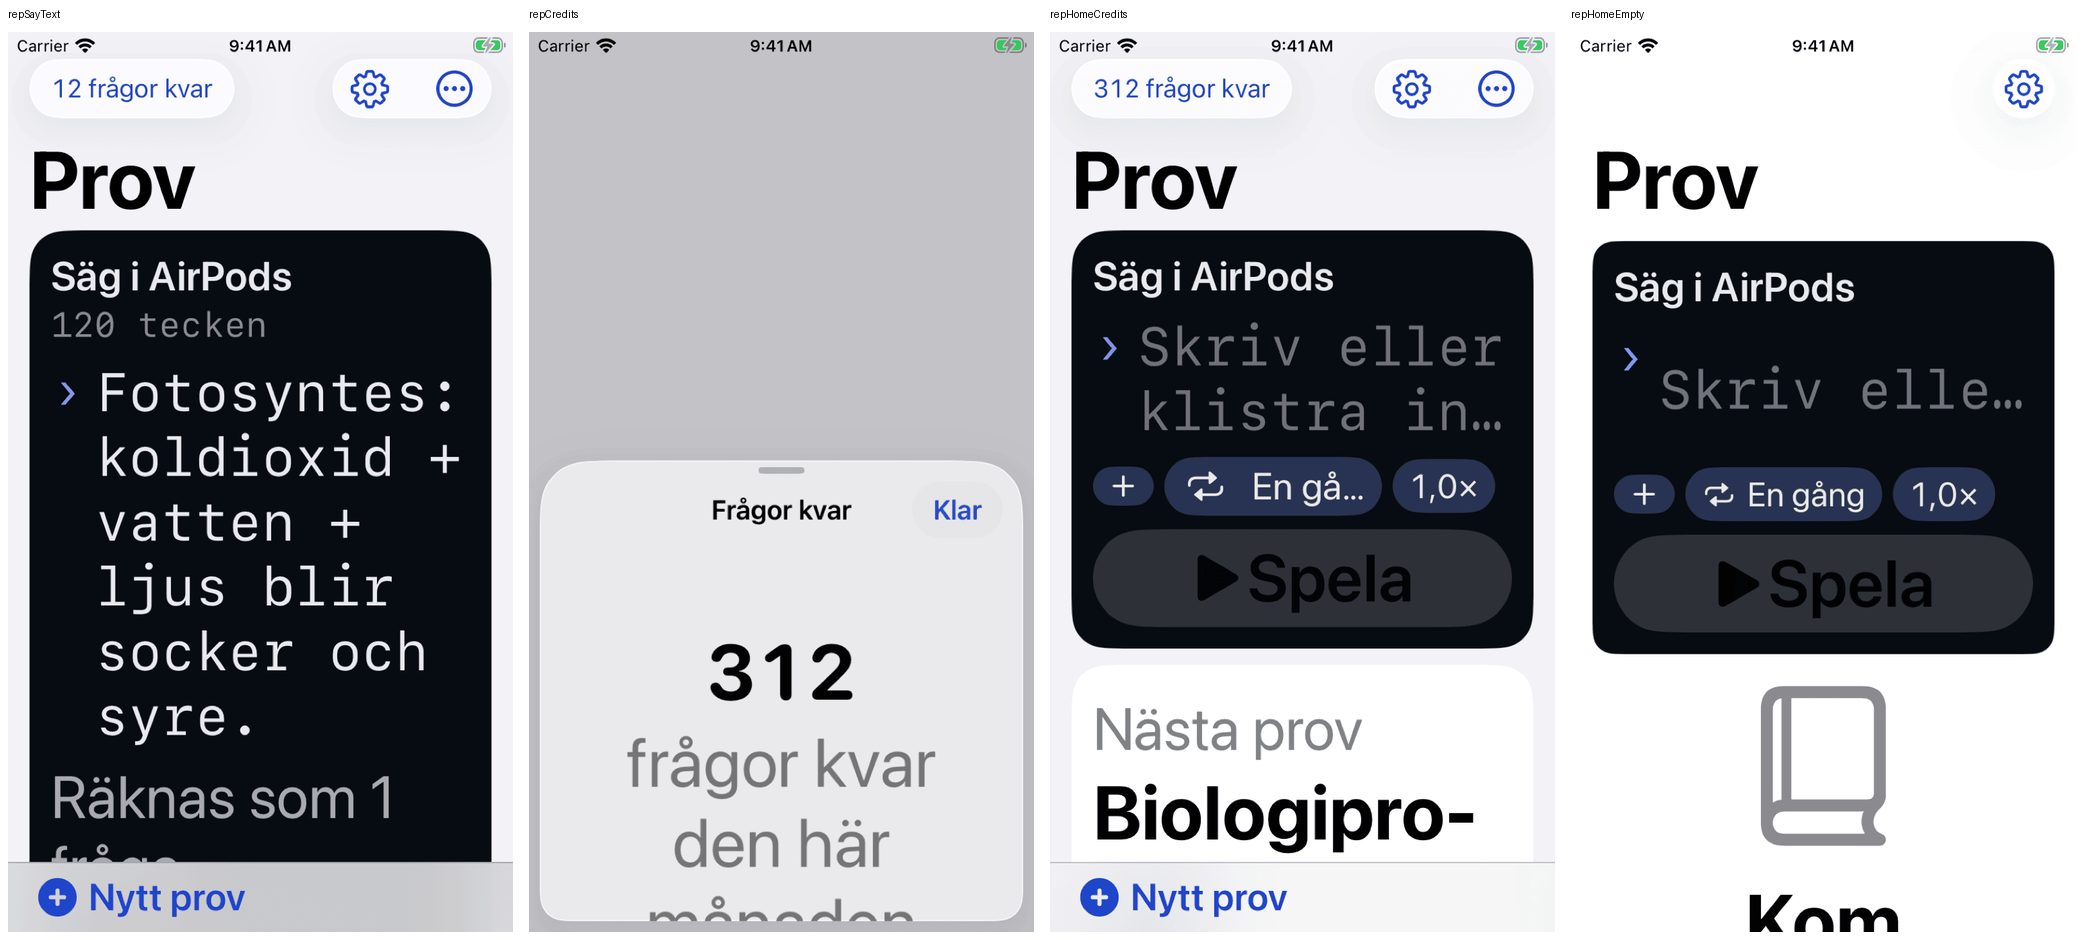 repSayText
Carrier 9:41 AM
12 frågor kvar
Prov
Säg i AirPods
120 tecken
› Fotosyntes:
koldioxid +
vatten +
ljus blir
socker och
syre.
Räknas som 1
fråga
Nytt prov
repCredits
Carrier 9:41 AM
Frågor kvar
Klar
312
frågor kvar
den här
månaden
repHomeCredits
Carrier 9:41 AM
312 frågor kvar
Prov
Säg i AirPods
› Skriv eller
klistra in…
+ En gå… 1,0×
Spela
Nästa prov
Biologipro-
Nytt prov
repHomeEmpty
Carrier 9:41 AM
Prov
Säg i AirPods
› Skriv elle…
+ En gång 1,0×
Spela
Kom